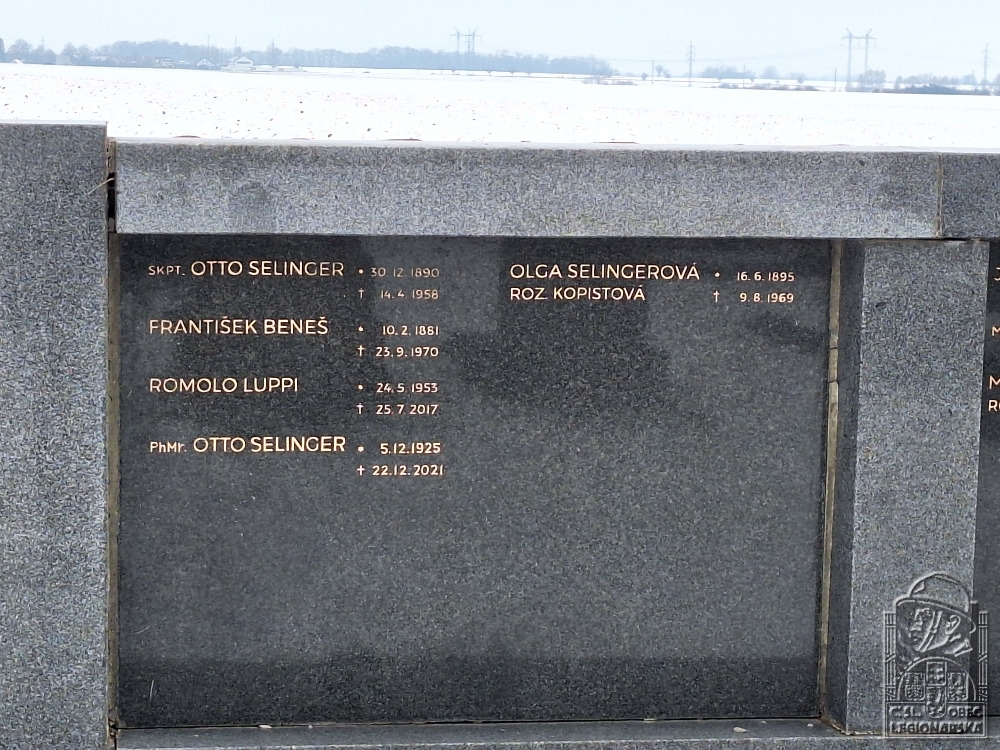 SKPT. OTTO SELINGER • 30. 12. 1890
† 14. 4. 1958
FRANTIŠEK BENEŠ • 10. 2. 1881
† 23. 9. 1970
ROMOLO LUPPI • 24. 5. 1953
† 25. 7. 2017
PhMr. OTTO SELINGER • 5.12.1925
† 22.12.2021
OLGA SELINGEROVÁ • 16. 6. 1895
ROZ. KOPISTOVÁ † 9. 8. 1969
ČSL. OBEC
LEGIONÁŘSKÁ